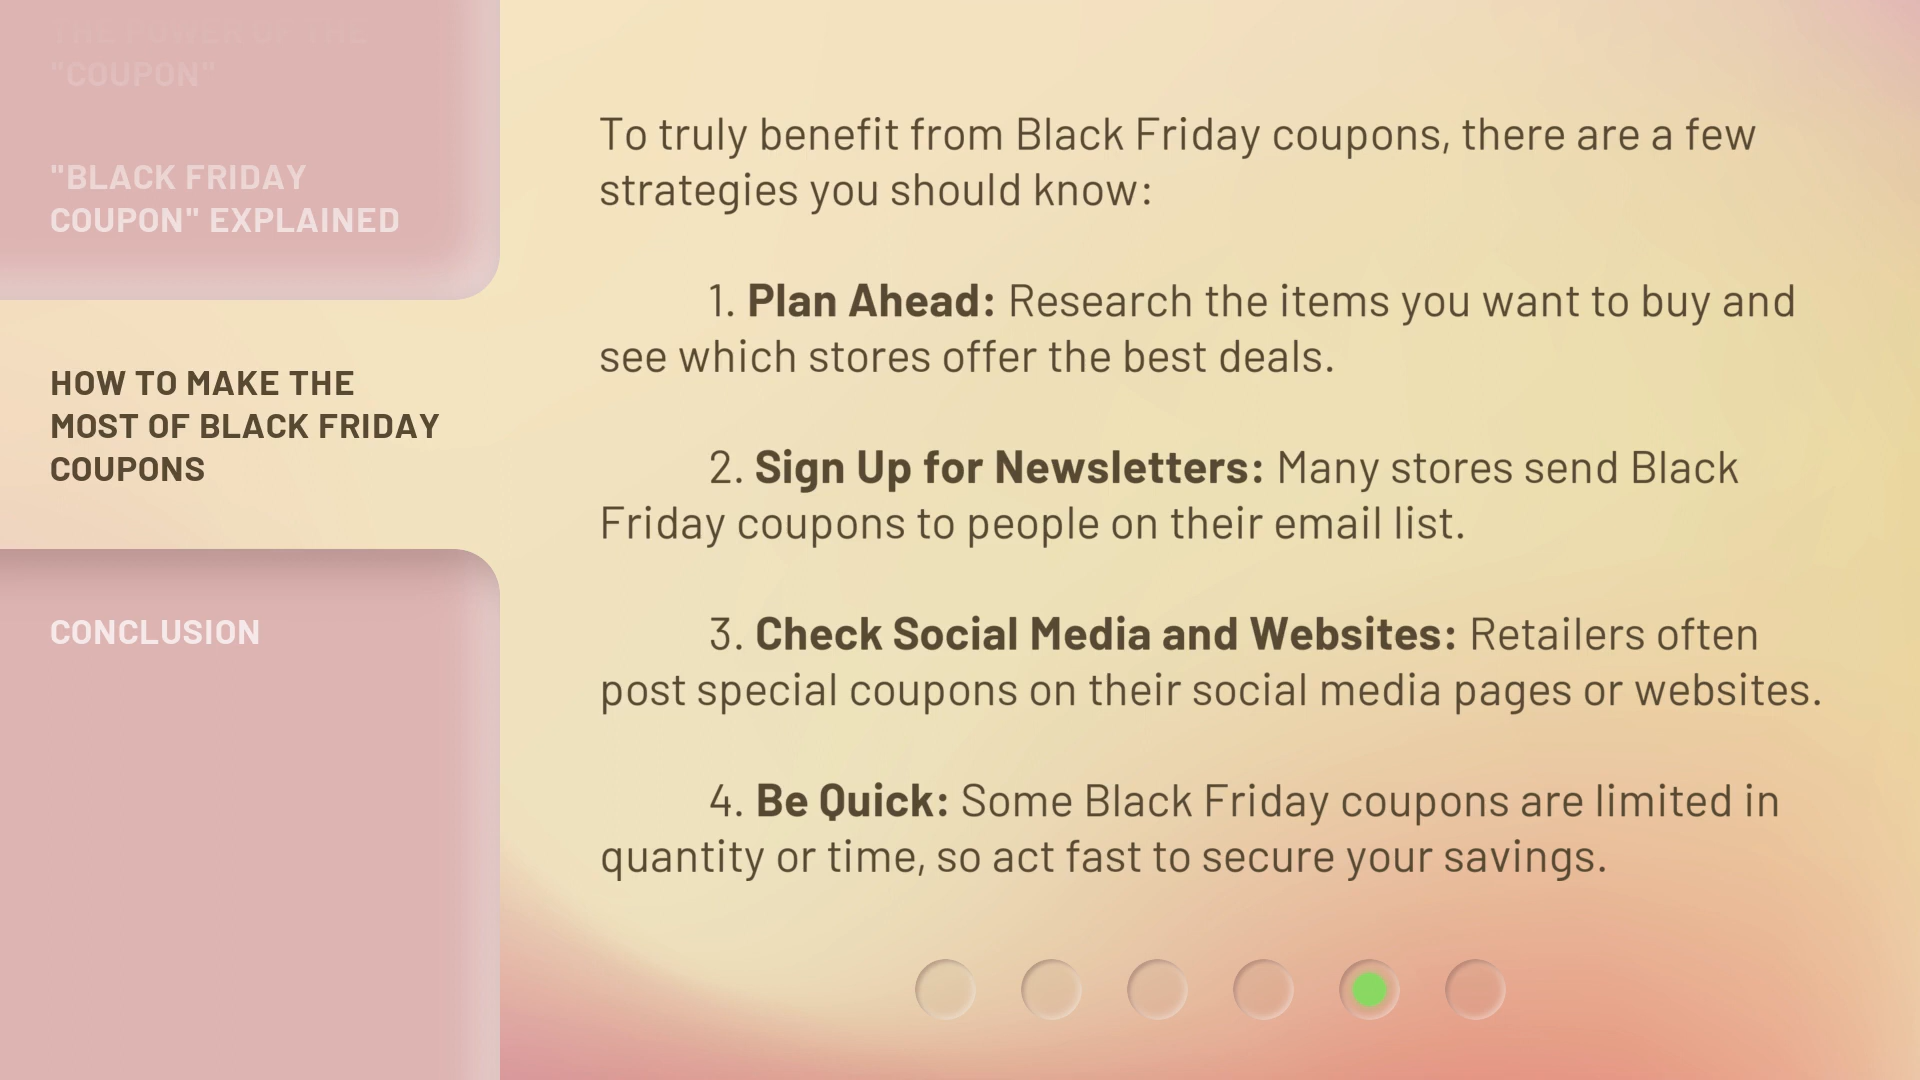 THE POWER OF THE
"COUPON"
"BLACK FRIDAY
COUPON" EXPLAINED
HOW TO MAKE THE
MOST OF BLACK FRIDAY
COUPONS
CONCLUSION
To truly benefit from Black Friday coupons, there are a few
strategies you should know:
1. Plan Ahead: Research the items you want to buy and
see which stores offer the best deals.
2. Sign Up for Newsletters: Many stores send Black
Friday coupons to people on their email list.
3. Check Social Media and Websites: Retailers often
post special coupons on their social media pages or websites.
4. Be Quick: Some Black Friday coupons are limited in
quantity or time, so act fast to secure your savings.